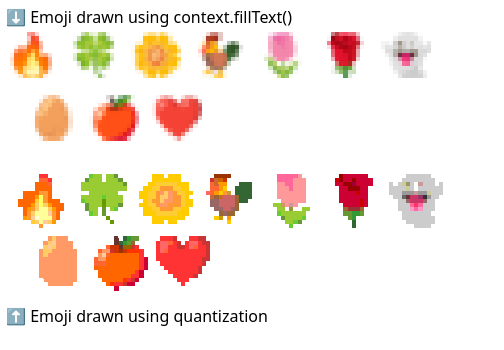 ⬇️ Emoji drawn using context.fillText()
⬆️ Emoji drawn using quantization